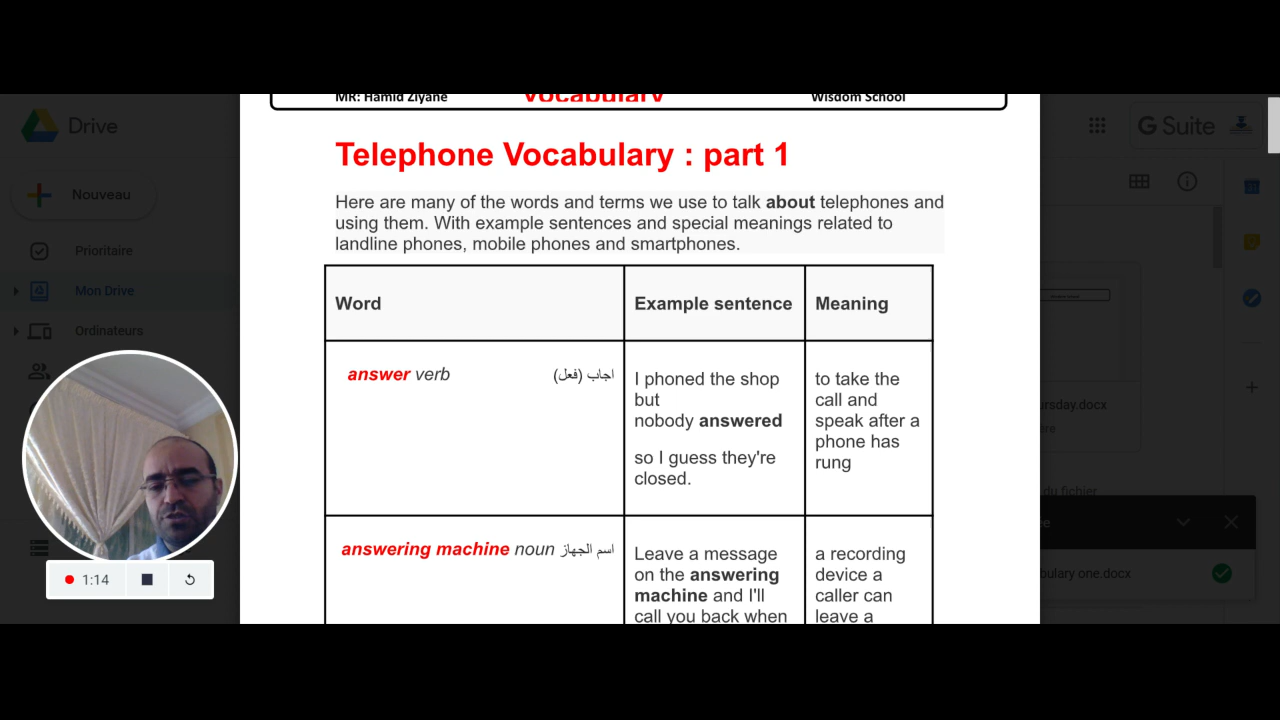 MR: Hamid Ziyane
Vocabulary
Wisdom School
Drive
G Suite
Nouveau
Prioritaire
Mon Drive
Ordinateurs
Telephone Vocabulary : part 1
Here are many of the words and terms we use to talk about telephones and
using them. With example sentences and special meanings related to
landline phones, mobile phones and smartphones.
Word
Example sentence
Meaning
answer verb
اجاب (فعل)
I phoned the shop
but
nobody answered
so I guess they're
closed.
to take the
call and
speak after a
phone has
rung
answering machine noun اسم الجهاز
Leave a message
on the answering
machine and I'll
call you back when
a recording
device a
caller can
leave a
du fichier
one.docx
1:14